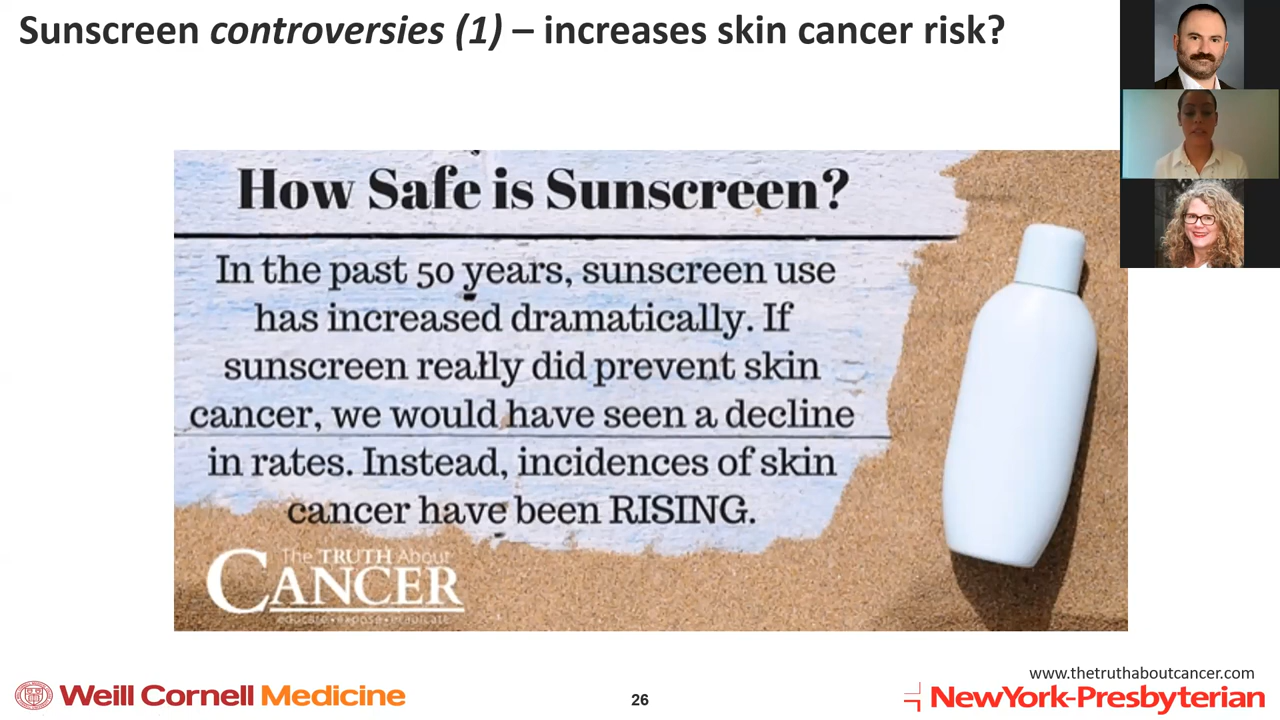 Sunscreen controversies (1) – increases skin cancer risk?
How Safe is Sunscreen?
In the past 50 years, sunscreen use
has increased dramatically. If
sunscreen really did prevent skin
cancer, we would have seen a decline
in rates. Instead, incidences of skin
cancer have been RISING.
The TRUTH About
CANCER
educate • expose • eradicate
www.thetruthaboutcancer.com
Weill Cornell Medicine
26
NewYork-Presbyterian